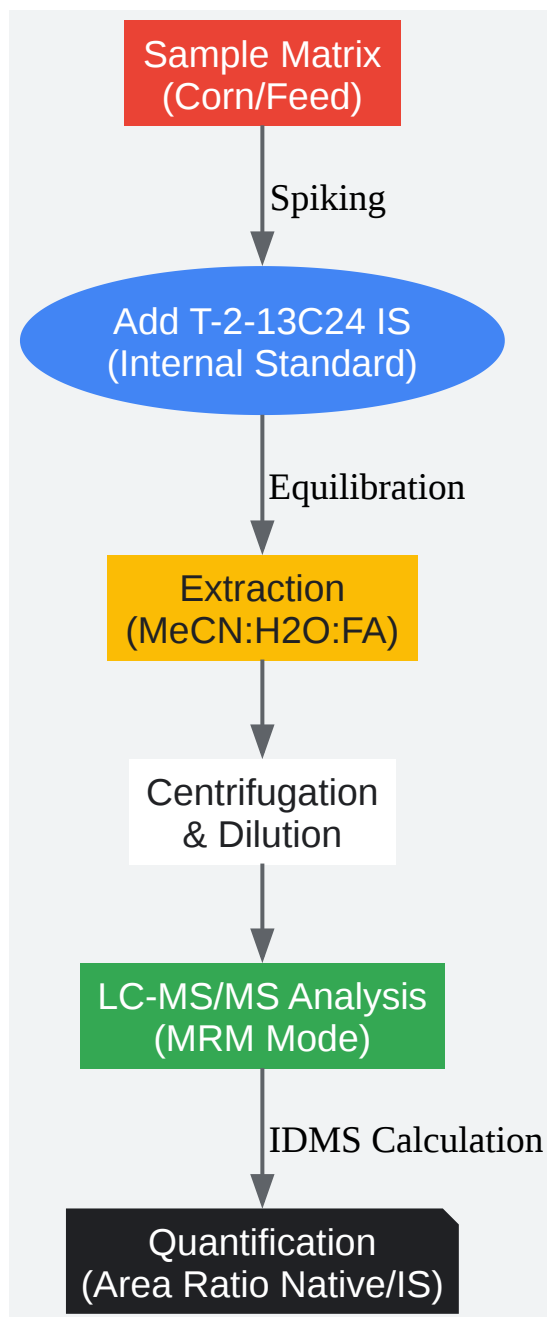 Sample Matrix
(Corn/Feed)
Spiking
Add T-2-13C24 IS
(Internal Standard)
Equilibration
Extraction
(MeCN:H2O:FA)
Centrifugation
& Dilution
LC-MS/MS Analysis
(MRM Mode)
IDMS Calculation
Quantification
(Area Ratio Native/IS)